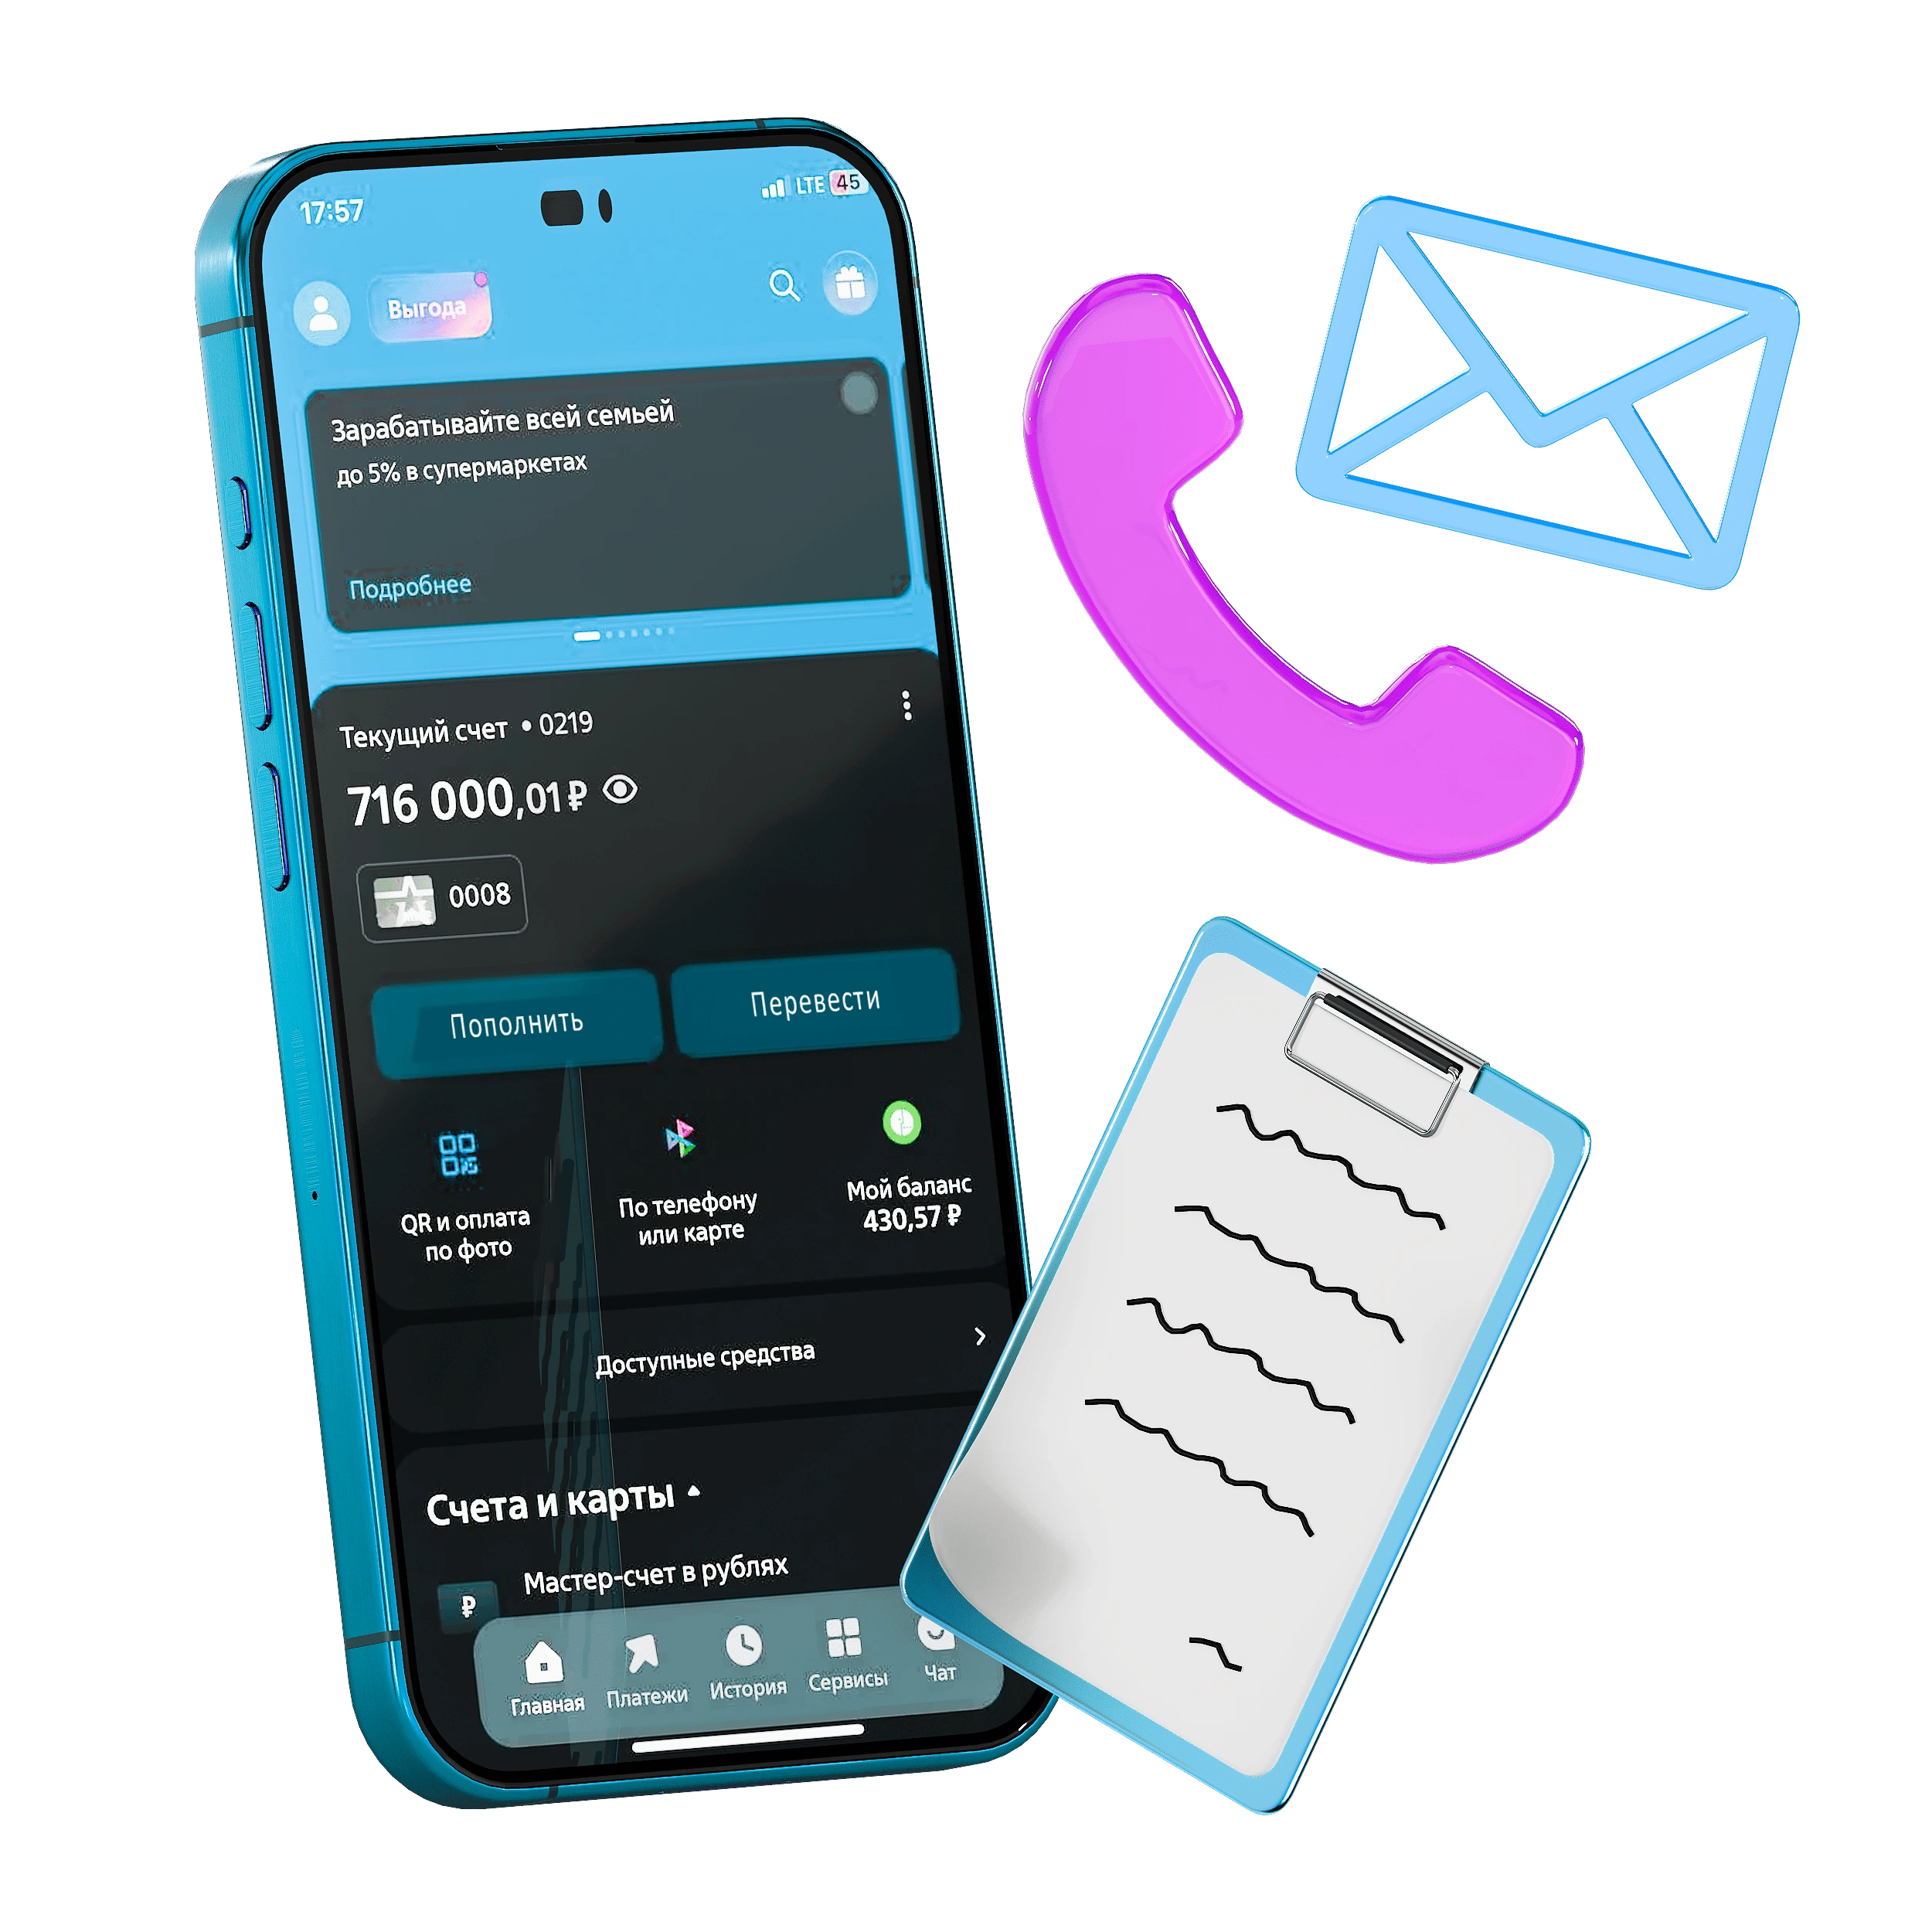 17:57
LTE 45
Выгода
Зарабатывайте всей семьей
до 5% в супермаркетах
Подробнее
Текущий счет • 0219
716 000,01 ₽
0008
Пополнить
Перевести
QR и оплата
по фото
По телефону
или карте
Мой баланс
430,57 ₽
Доступные средства
Счета и карты
Мастер-счет в рублях
₽
Главная
Платежи
История
Сервисы
Чат